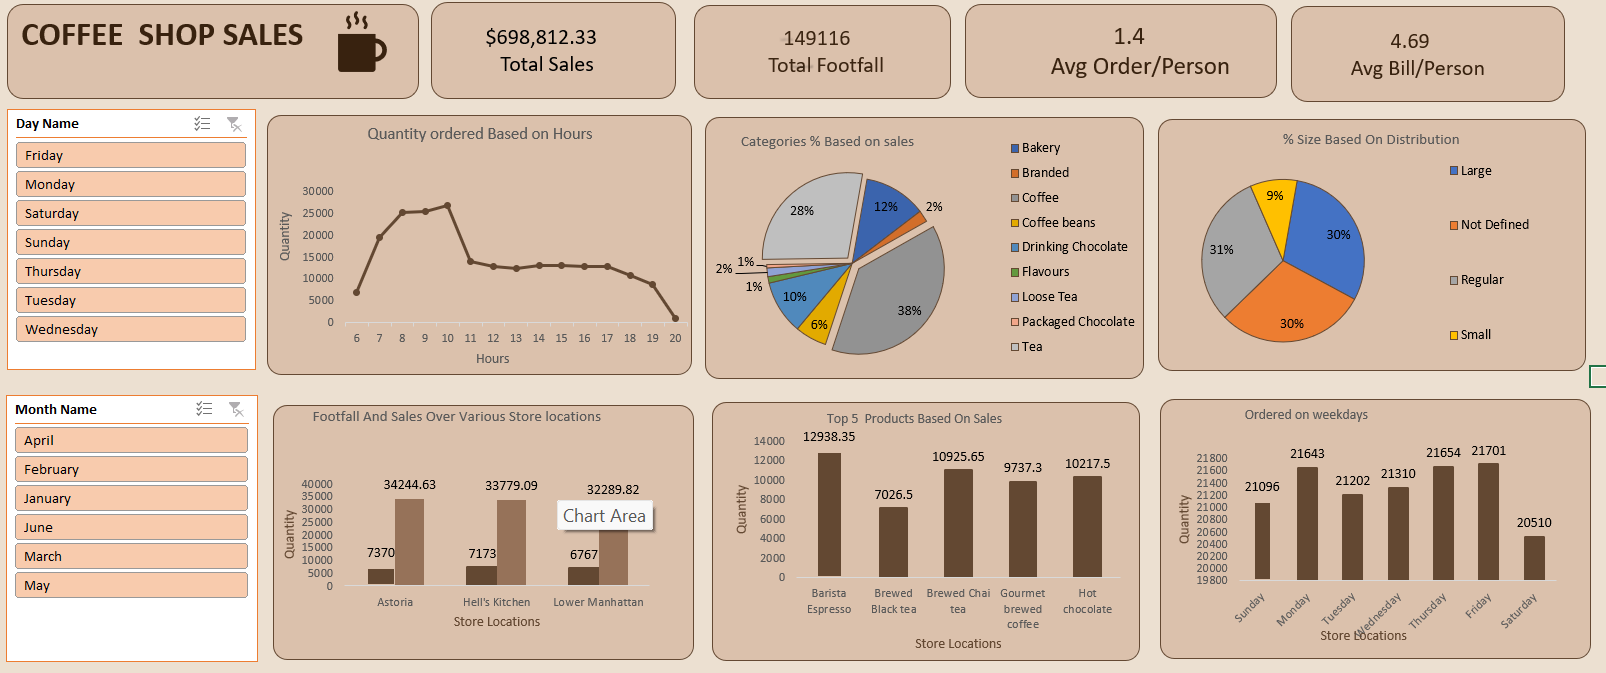 COFFEE SHOP SALES
$698,812.33
Total Sales
149116
Total Footfall
1.4
Avg Order/Person
4.69
Avg Bill/Person
Day Name
Friday
Monday
Saturday
Sunday
Thursday
Tuesday
Wednesday
Quantity ordered Based on Hours
30000
25000
20000
15000
10000
5000
0
Quantity
6 7 8 9 10 11 12 13 14 15 16 17 18 19 20
Hours
Categories % Based on sales
28%
12%
2%
38%
6%
10%
1%
2%
1%
Bakery
Branded
Coffee
Coffee beans
Drinking Chocolate
Flavours
Loose Tea
Packaged Chocolate
Tea
% Size Based On Distribution
9%
30%
31%
30%
Large
Not Defined
Regular
Small
Month Name
April
February
January
June
March
May
Footfall And Sales Over Various Store locations
40000
35000
30000
25000
20000
15000
10000
5000
0
Quantity
34244.63
33779.09
32289.82
Chart Area
7370
7173
6767
Astoria Hell's Kitchen Lower Manhattan
Store Locations
Top 5 Products Based On Sales
14000
12000
10000
8000
6000
4000
2000
0
Quantity
12938.35
7026.5
10925.65
9737.3
10217.5
Barista
Espresso
Brewed
Black tea
Brewed Chai
tea
Gourmet
brewed
coffee
Hot
chocolate
Store Locations
Ordered on weekdays
21800
21600
21400
21200
21000
20800
20600
20400
20200
20000
19800
Quantity
21096
21643
21202
21310
21654
21701
20510
Sunday
Monday
Tuesday
Wednesday
Thursday
Friday
Saturday
Store Locations